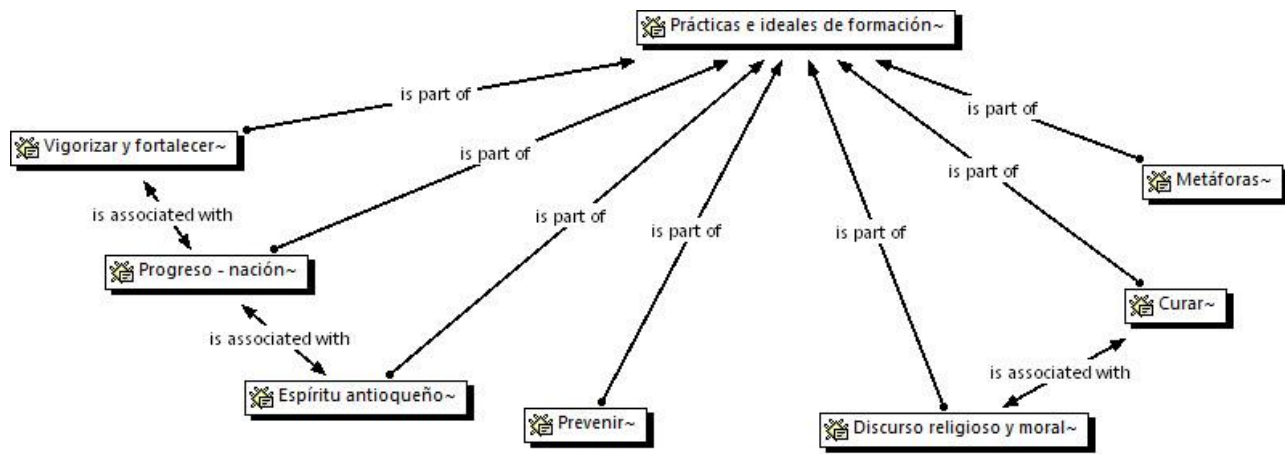 Prácticas e ideales de formación~
is part of
Vigorizar y fortalecer~
is part of
is part of
Metáforas~
is associated with
is part of
is part of
is part of
Progreso - nación~
Curar~
is associated with
is associated with
Espíritu antioqueño~
Prevenir~
Discurso religioso y moral~
is part of